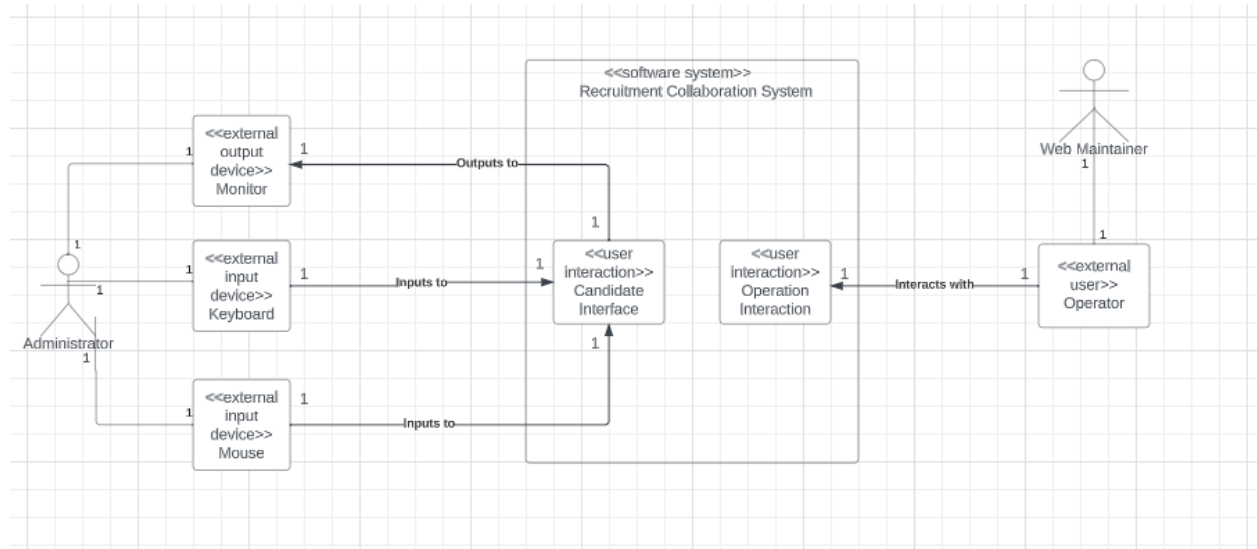 <<software system>>
Recruitment Collaboration System
<<external
output
device>>
Monitor
1
1
Outputs to
1
1
Web Maintainer
1
1
<<external
input
device>>
Keyboard
1
1
1
Inputs to
1
<<user
interaction>>
Candidate
Interface
<<user
interaction>>
Operation
Interaction
1
Interacts with
1
<<external
user>>
Operator
Administrator
1
1
<<external
input
device>>
Mouse
1
1
Inputs to